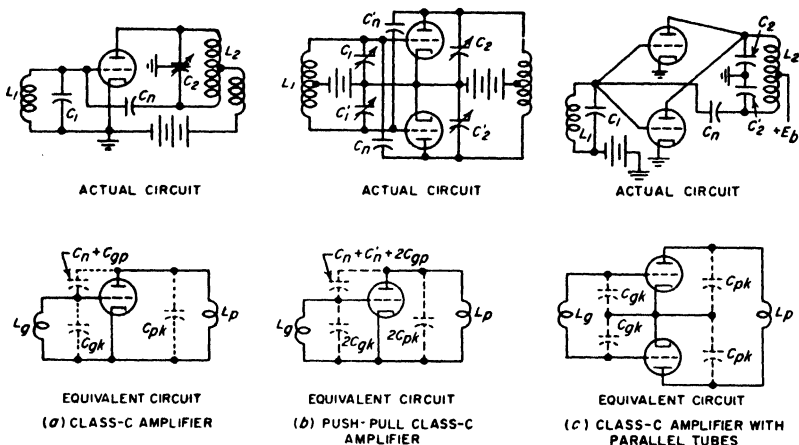 L1
C1
Cn
C2
L2
ACTUAL CIRCUIT
C'n
L1
C1
C'1
Cn
C2
C'2
ACTUAL CIRCUIT
L1
C1
Cn
C2
C'2
L2
+Eb
ACTUAL CIRCUIT
Cn + Cgp
Lg
Cgk
Cpk
Lp
EQUIVALENT CIRCUIT
(a) CLASS-C AMPLIFIER
Cn + C'n + 2Cgp
Lg
2Cgk
2Cpk
Lp
EQUIVALENT CIRCUIT
(b) PUSH-PULL CLASS-C
AMPLIFIER
Lg
Cgk
Cgk
Cpk
Cpk
Lp
EQUIVALENT CIRCUIT
(c) CLASS-C AMPLIFIER WITH
PARALLEL TUBES